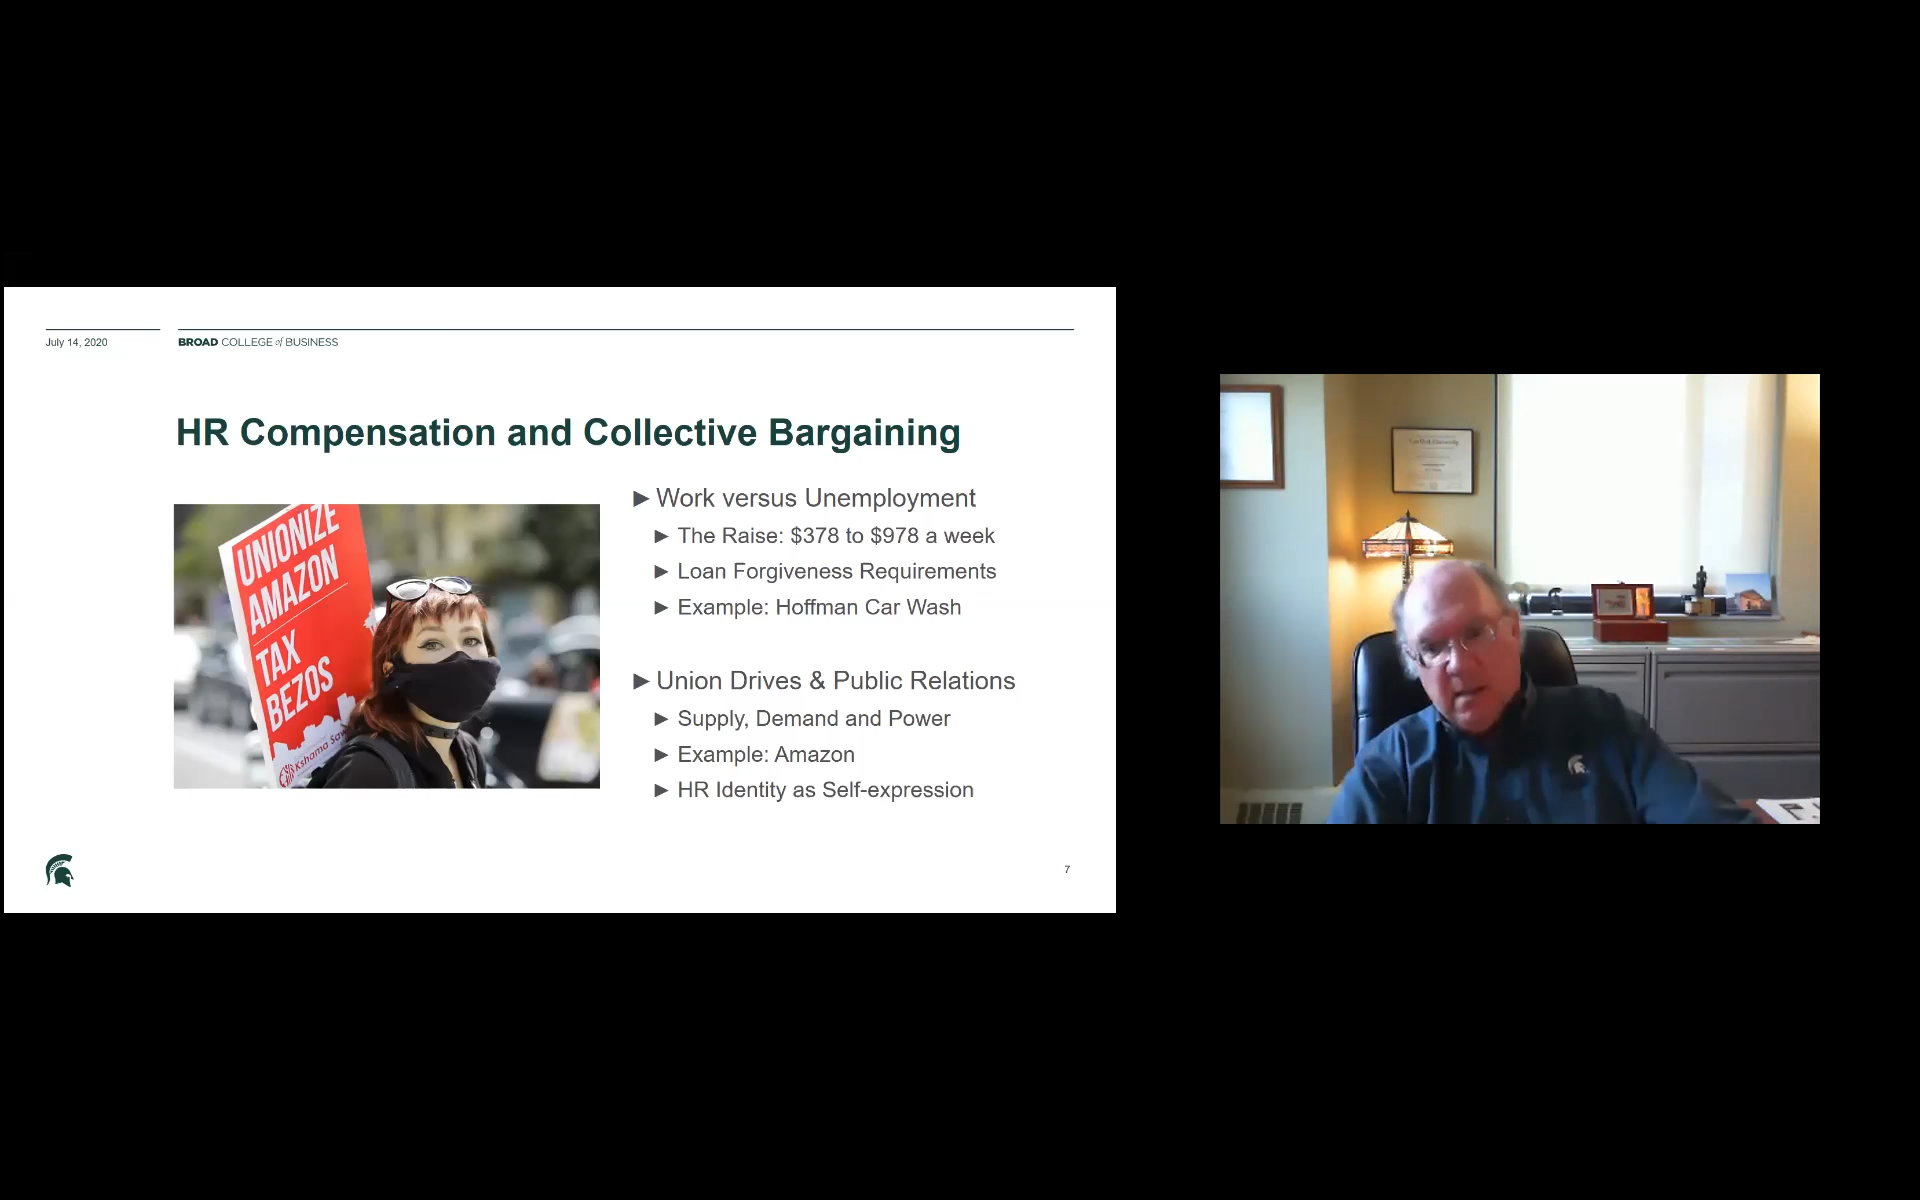 July 14, 2020
BROAD COLLEGE of BUSINESS
HR Compensation and Collective Bargaining
UNIONIZE
AMAZON
TAX
BEZOS
Kshama
► Work versus Unemployment
► The Raise: $378 to $978 a week
► Loan Forgiveness Requirements
► Example: Hoffman Car Wash
► Union Drives & Public Relations
► Supply, Demand and Power
► Example: Amazon
► HR Identity as Self-expression
7